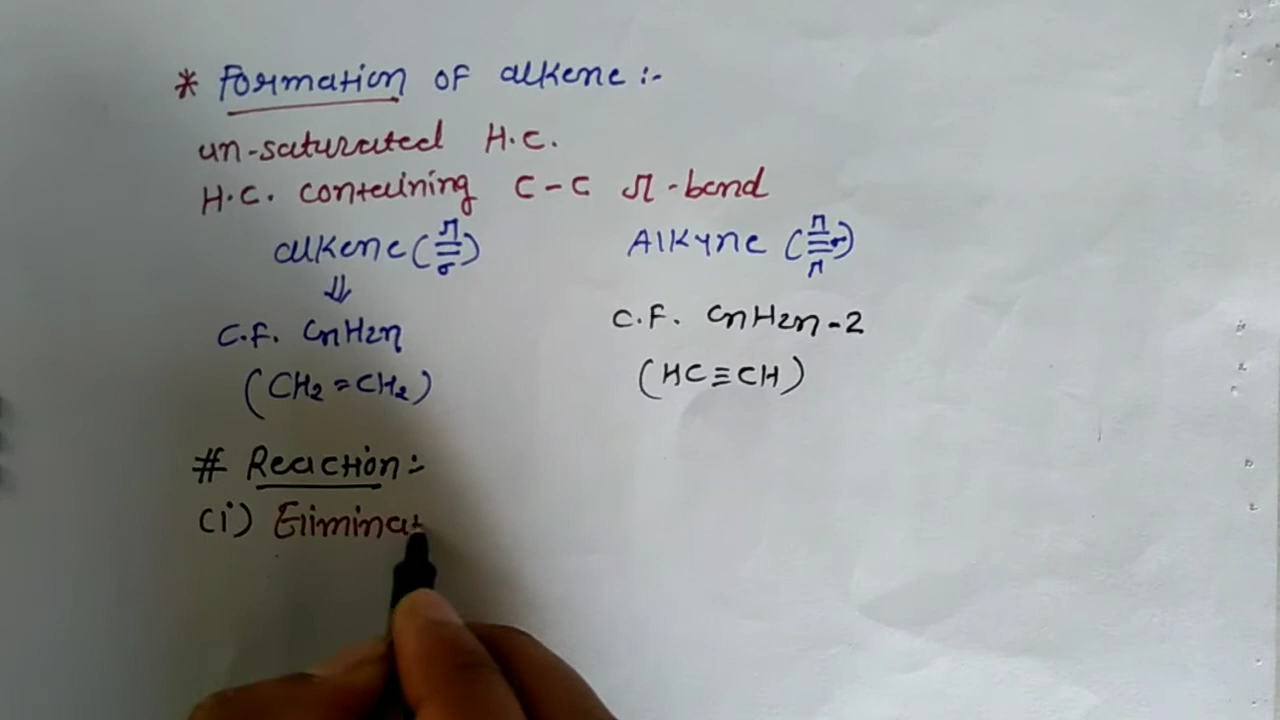 * Formation of alkene :-
un-saturated H.C.
H.C. containing C-C π-bond
alkene (π = σ) Alkyne (π ≡ σ π)
⇓
C.F. CnH2n C.F. CnH2n-2
(CH2 = CH2) (HC ≡ CH)
# Reaction :-
(i) Eliminat